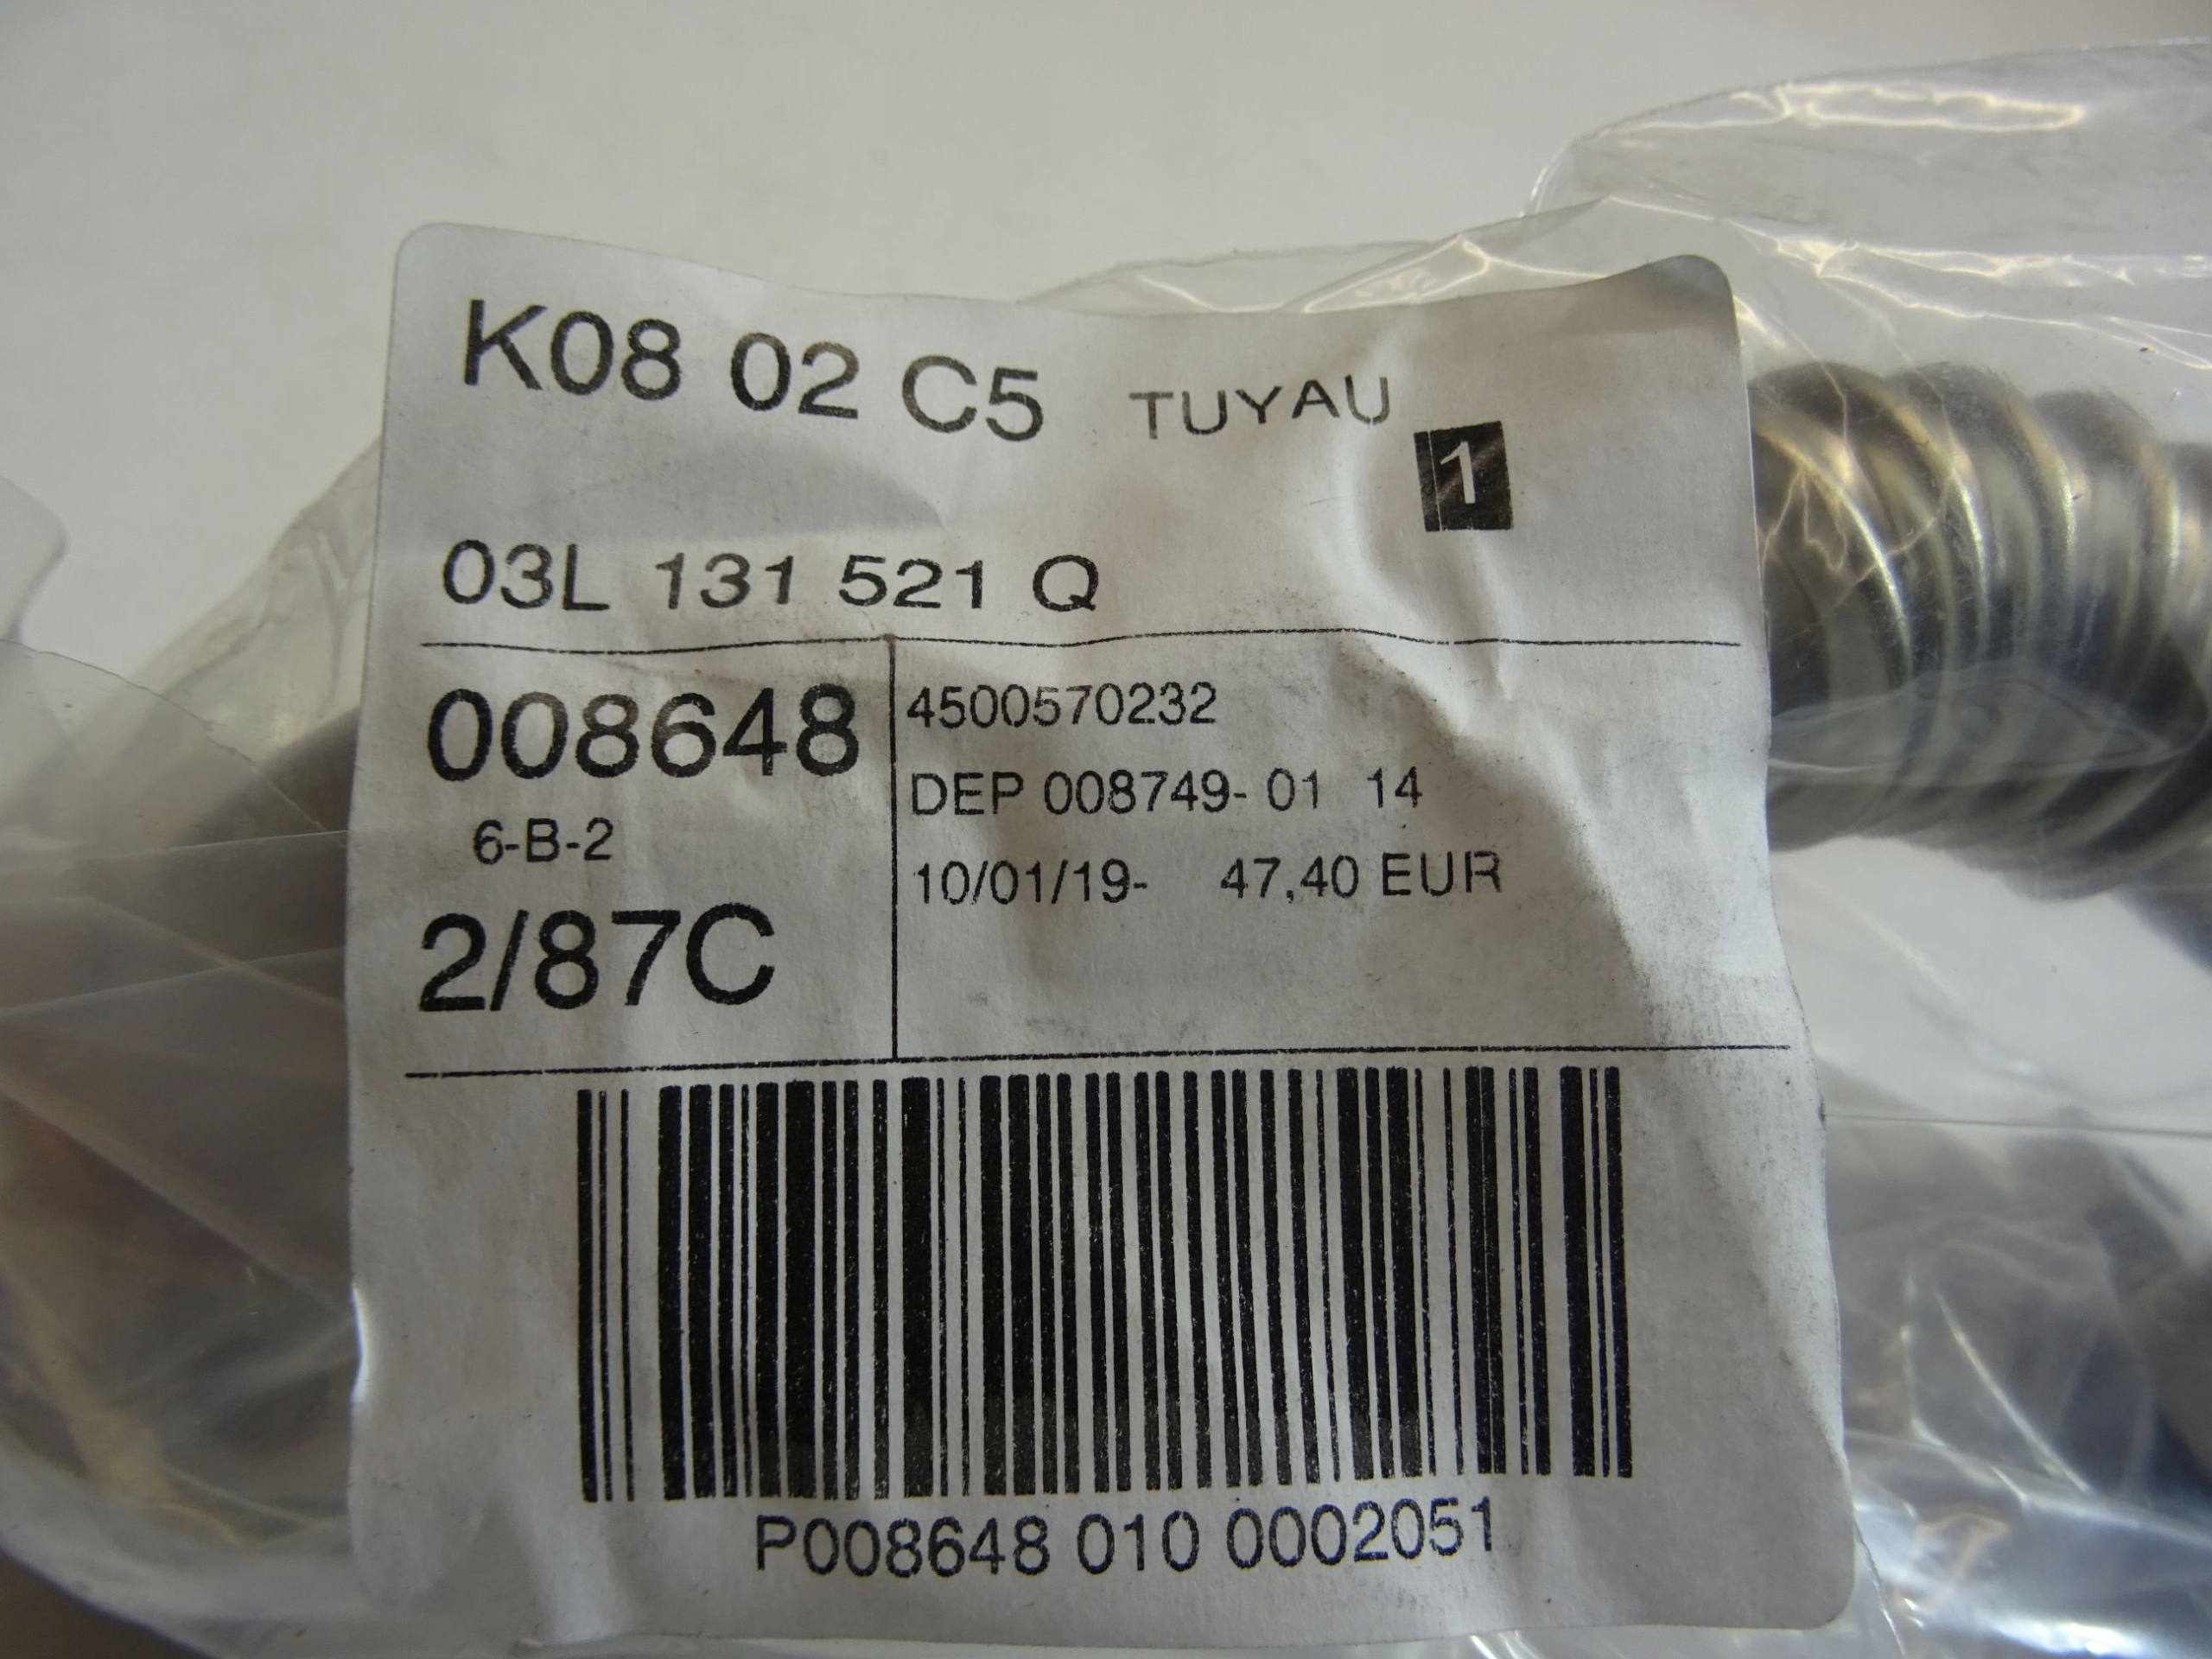 K08 02 C5 TUYAU
1
03L 131 521 Q
008648
6-B-2
2/87C
4500570232
DEP 008749- 01 14
10/01/19- 47,40 EUR
P008648 010 0002051